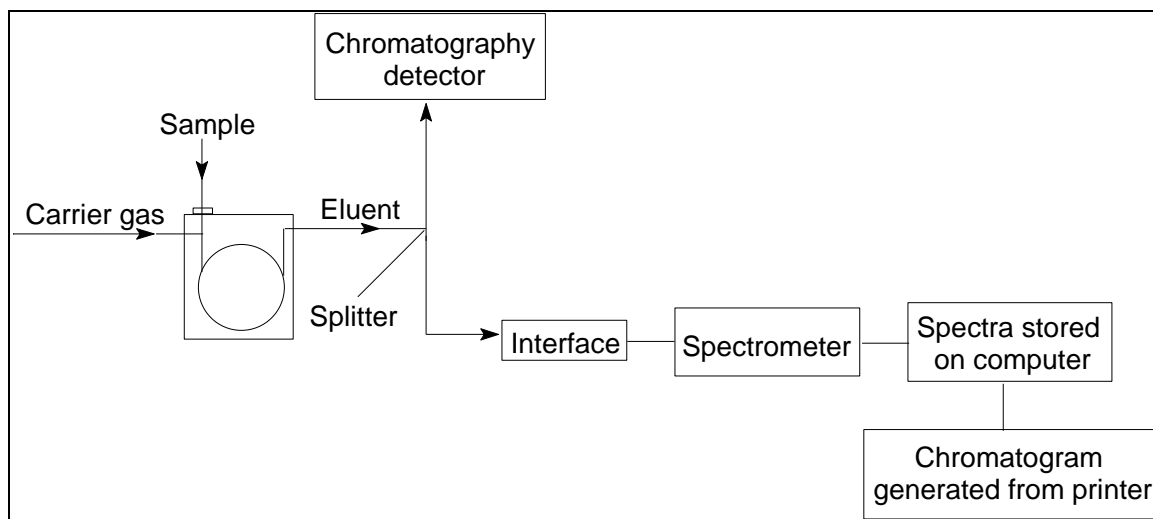 Chromatography
detector
Sample
Carrier gas
Eluent
Splitter
Interface
Spectrometer
Spectra stored
on computer
Chromatogram
generated from printer